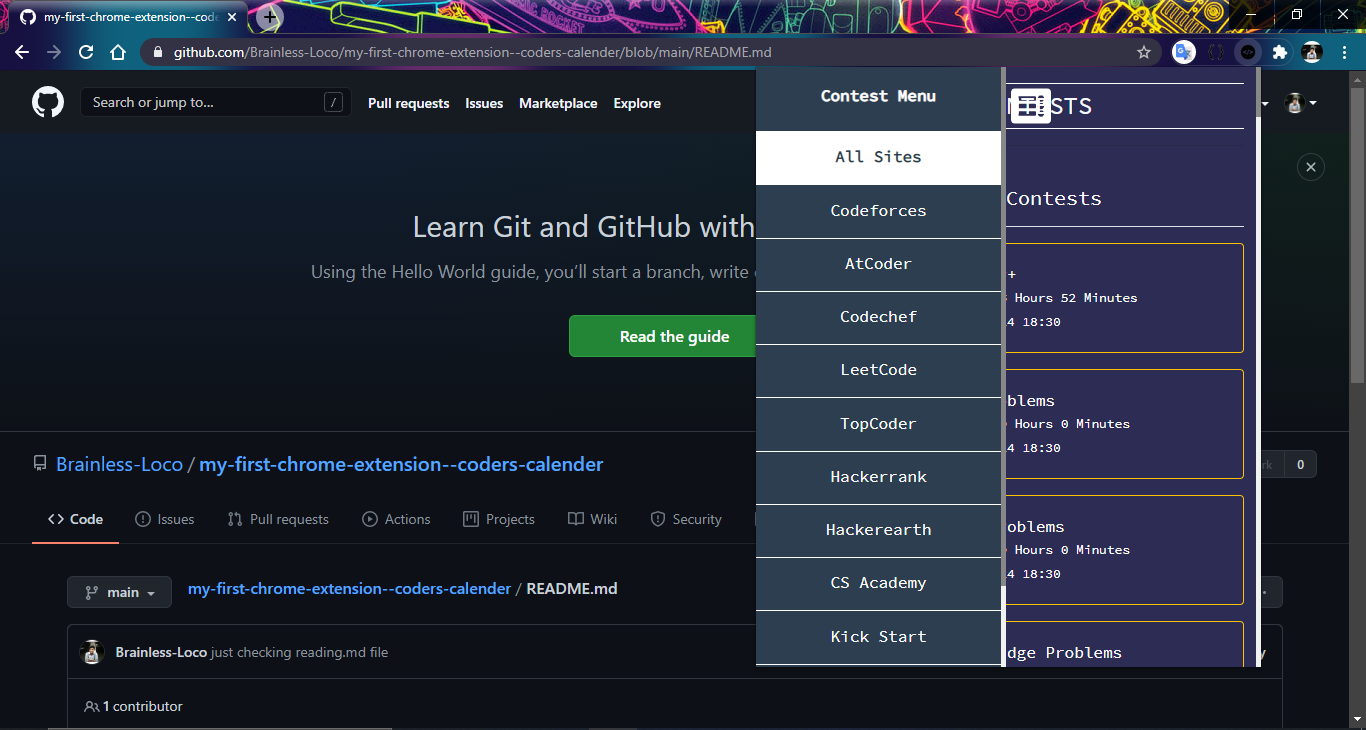 my-first-chrome-extension--code
github.com/Brainless-Loco/my-first-chrome-extension--coders-calender/blob/main/README.md
Search or jump to... /
Pull requests Issues Marketplace Explore
Learn Git and GitHub with
Using the Hello World guide, you'll start a branch, write
Read the guide
Brainless-Loco / my-first-chrome-extension--coders-calender
0
Code Issues Pull requests Actions Projects Wiki Security
main
my-first-chrome-extension--coders-calender / README.md
Brainless-Loco just checking reading.md file
1 contributor
Contest Menu
All Sites
Codeforces
AtCoder
Codechef
LeetCode
TopCoder
Hackerrank
Hackerearth
CS Academy
Kick Start
STS
Contests
+
Hours 52 Minutes
4 18:30
blems
Hours 0 Minutes
4 18:30
oblems
Hours 0 Minutes
4 18:30
dge Problems